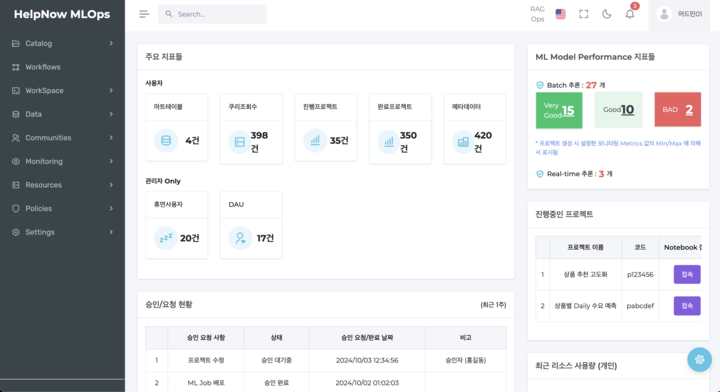 HelpNow MLOps
Search...
RAG
Ops
3
어드민01
Catalog
Workflows
WorkSpace
Data
Communities
Monitoring
Resources
Policies
Settings
주요 지표들
사용자
마트테이블
4건
쿼리조회수
398
건
진행프로젝트
35건
완료프로젝트
350
건
메타데이터
420
건
관리자 Only
휴면사용자
20건
DAU
17건
승인/요청 현황
(최근 1주)
승인 요청 사항 상태 승인 요청/완료 날짜 비고
1 프로젝트 수정 승인 대기중 2024/10/03 12:34:56 승인자 (홍길동)
2 ML Job 배포 승인 완료 2024/10/02 01:02:03
ML Model Performance 지표들
Batch 추론 : 27 개
Very
Good 15
Good 10
BAD 2
* 프로젝트 생성 시 설정한 모니터링 Metrics 값의 Min/Max 에 의해
서 표시됨
Real-time 추론 : 3 개
진행중인 프로젝트
프로젝트 이름 코드 Notebook
1 상품 추천 고도화 p123456 접속
2 상품별 Daily 수요 예측 pabcdef 접속
최근 리소스 사용량 (개인)